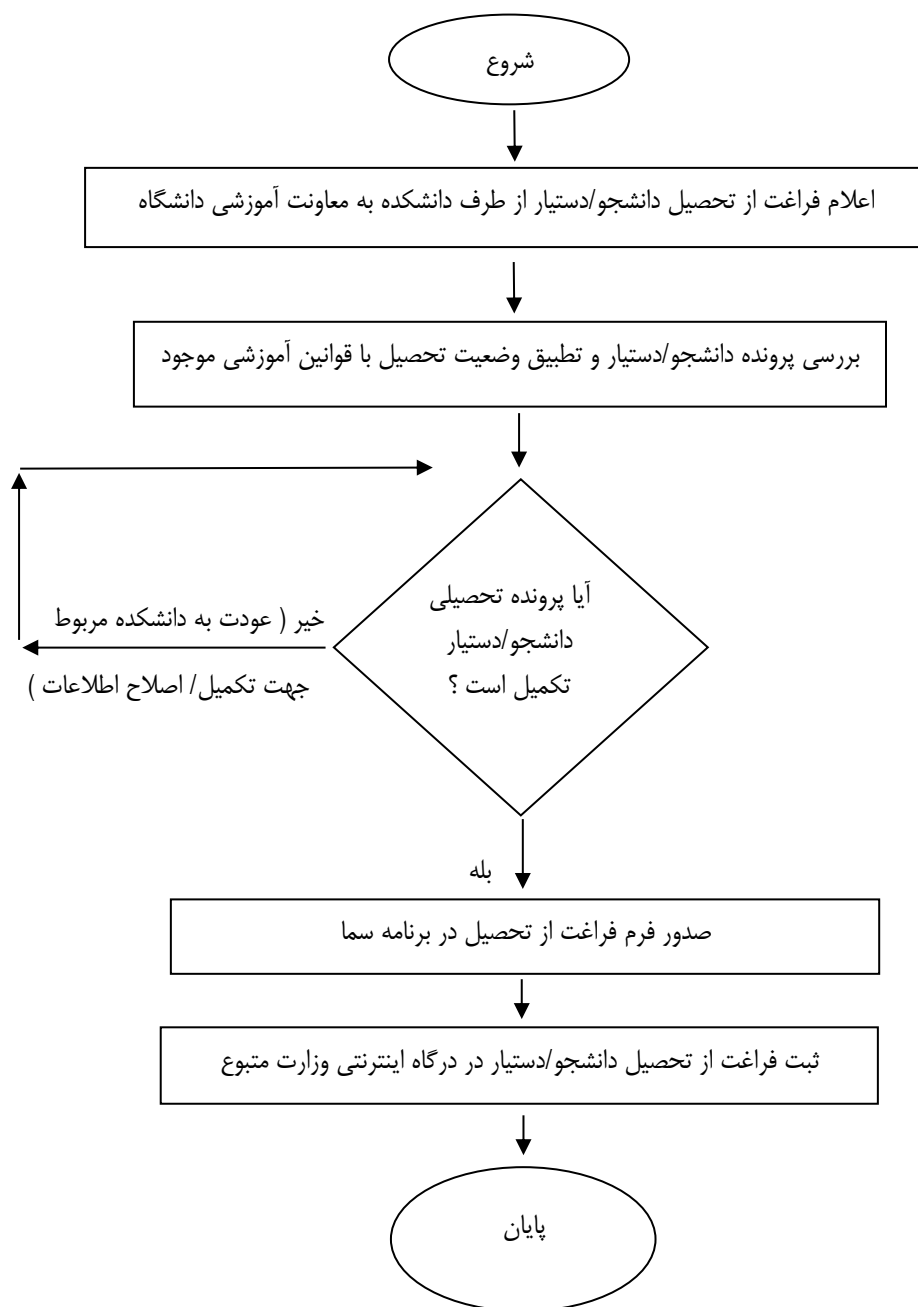 شروع
اعلام فراغت از تحصیل دانشجو/دستیار از طرف دانشکده به معاونت آموزشی دانشگاه
بررسی پرونده دانشجو/دستیار و تطبیق وضعیت تحصیل با قوانین آموزشی موجود
آیا پرونده تحصیلی
دانشجو/دستیار
تکمیل است ؟
خیر ( عودت به دانشکده مربوط
جهت تکمیل/ اصلاح اطلاعات )
بله
صدور فرم فراغت از تحصیل در برنامه سما
ثبت فراغت از تحصیل دانشجو/دستیار در درگاه اینترنتی وزارت متبوع
پایان